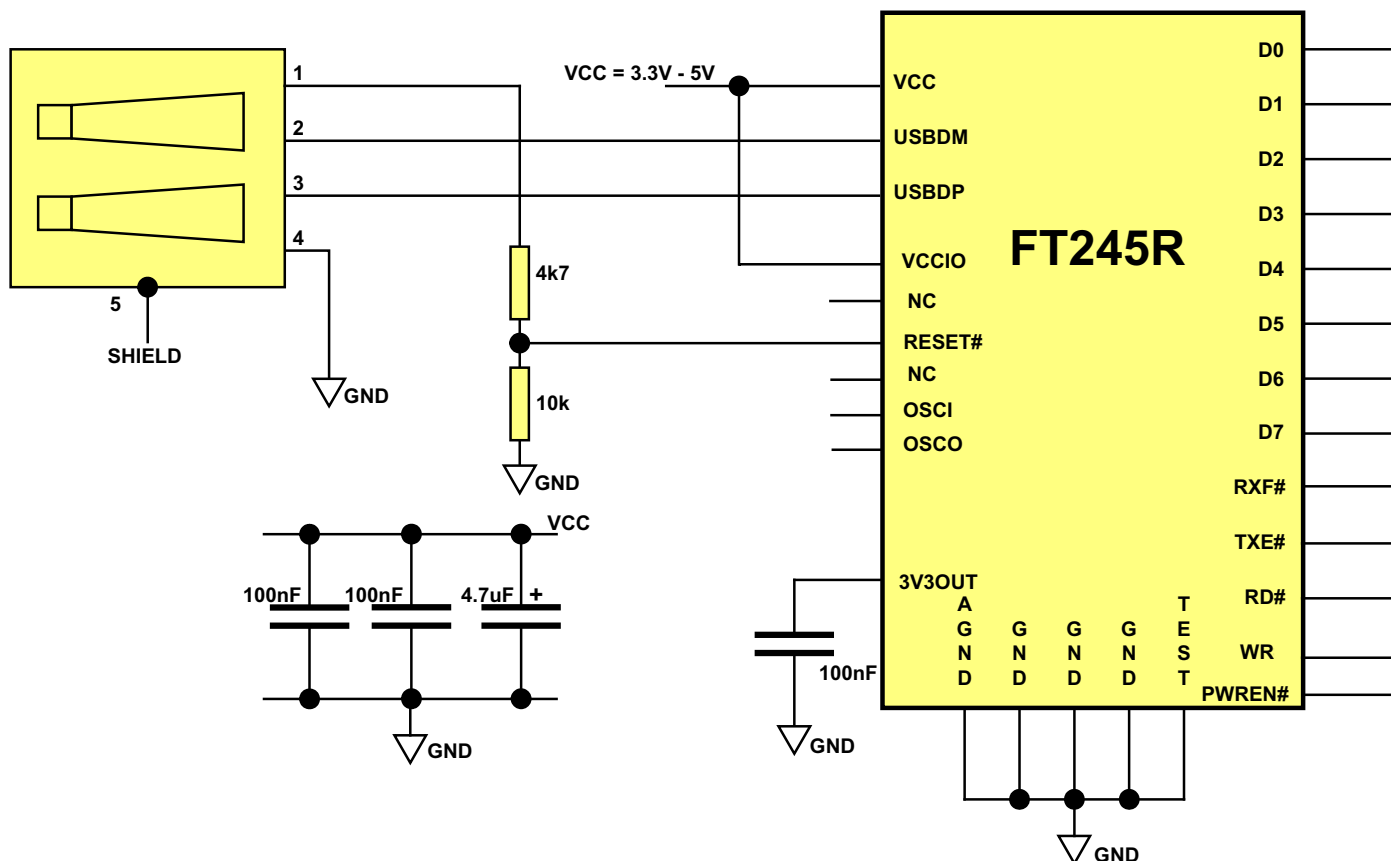 1
2
3
4
5
SHIELD
GND
VCC = 3.3V - 5V
4k7
10k
GND
VCC
100nF
100nF
4.7uF +
GND
FT245R
VCC
USBDM
USBDP
VCCIO
NC
RESET#
NC
OSCI
OSCO
3V3OUT
100nF
GND
AGND
GND
GND
GND
TEST
GND
D0
D1
D2
D3
D4
D5
D6
D7
RXF#
TXE#
RD#
WR
PWREN#